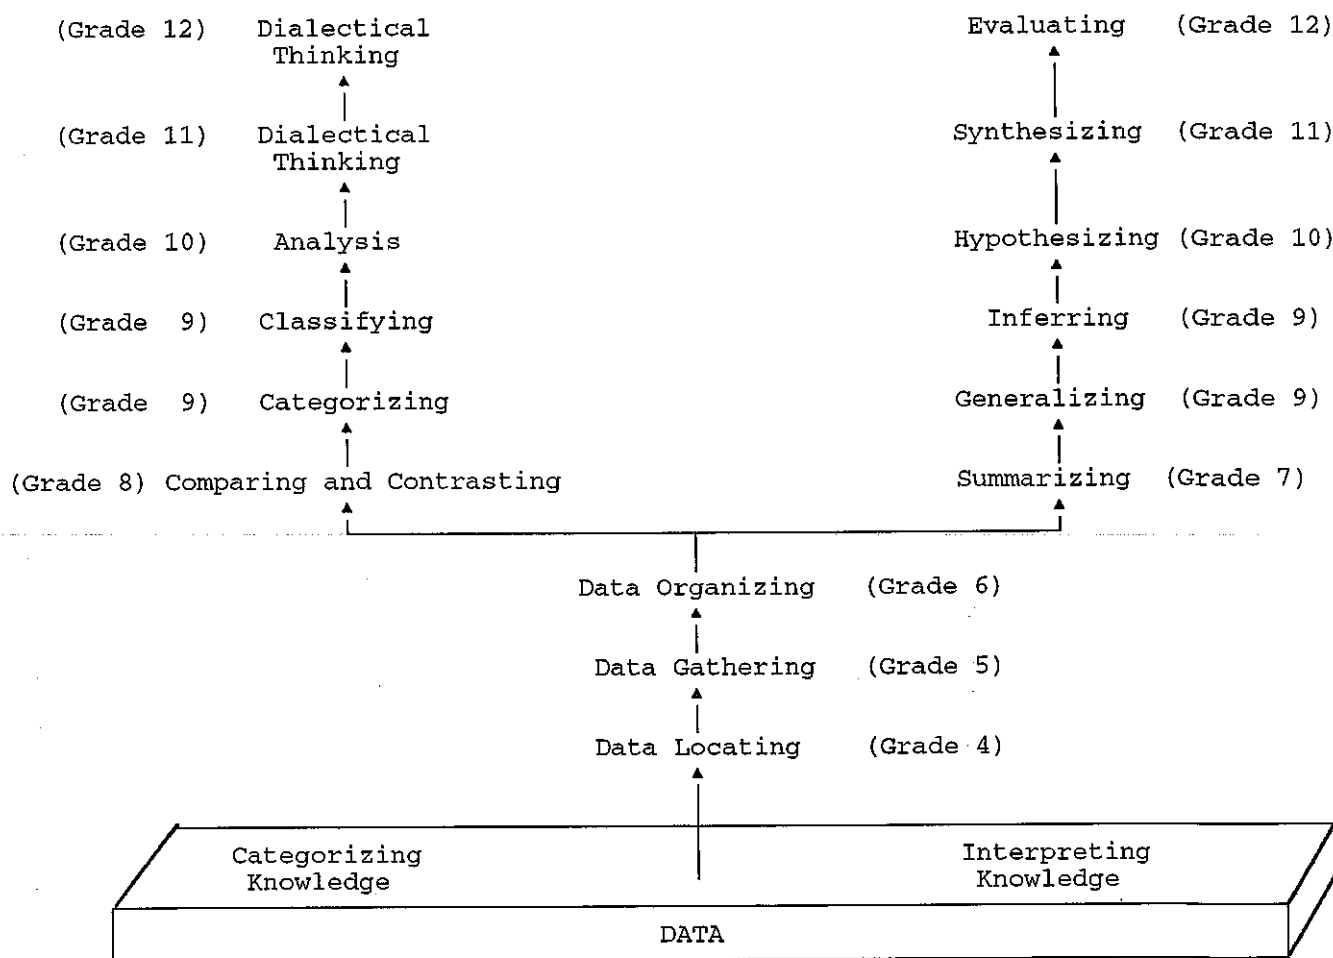 (Grade 12) Dialectical Thinking
Evaluating (Grade 12)
(Grade 11) Dialectical Thinking
Synthesizing (Grade 11)
(Grade 10) Analysis
Hypothesizing (Grade 10)
(Grade 9) Classifying
Inferring (Grade 9)
(Grade 9) Categorizing
Generalizing (Grade 9)
(Grade 8) Comparing and Contrasting
Summarizing (Grade 7)
Data Organizing (Grade 6)
Data Gathering (Grade 5)
Data Locating (Grade 4)
Categorizing
Knowledge
Interpreting
Knowledge
DATA